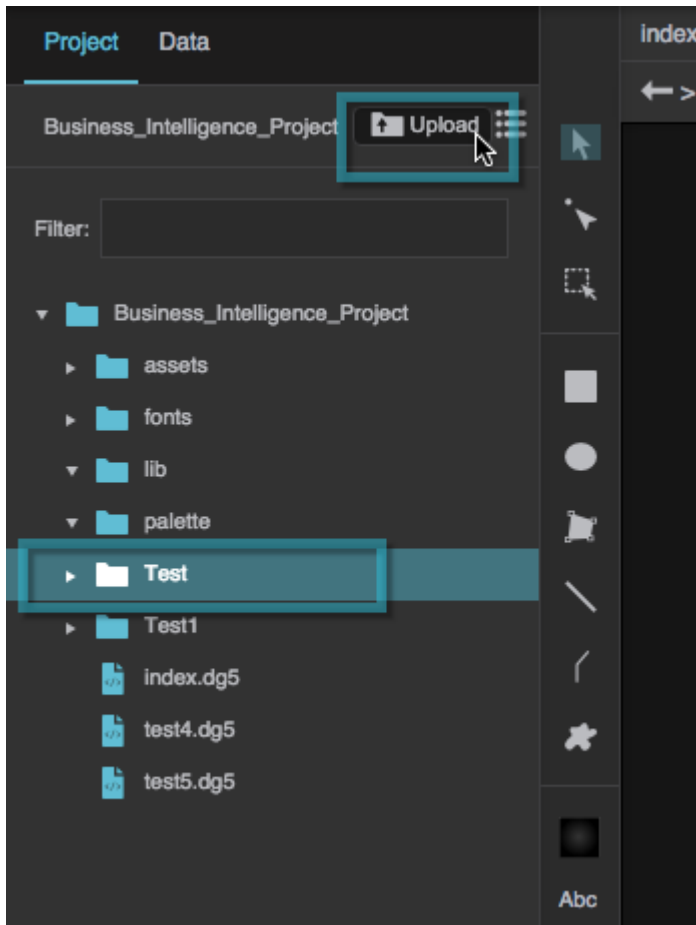 Project Data
index
Business_Intelligence_Project Upload
Filter:
Business_Intelligence_Project
assets
fonts
lib
palette
Test
Test1
index.dg5
test4.dg5
test5.dg5
Abc